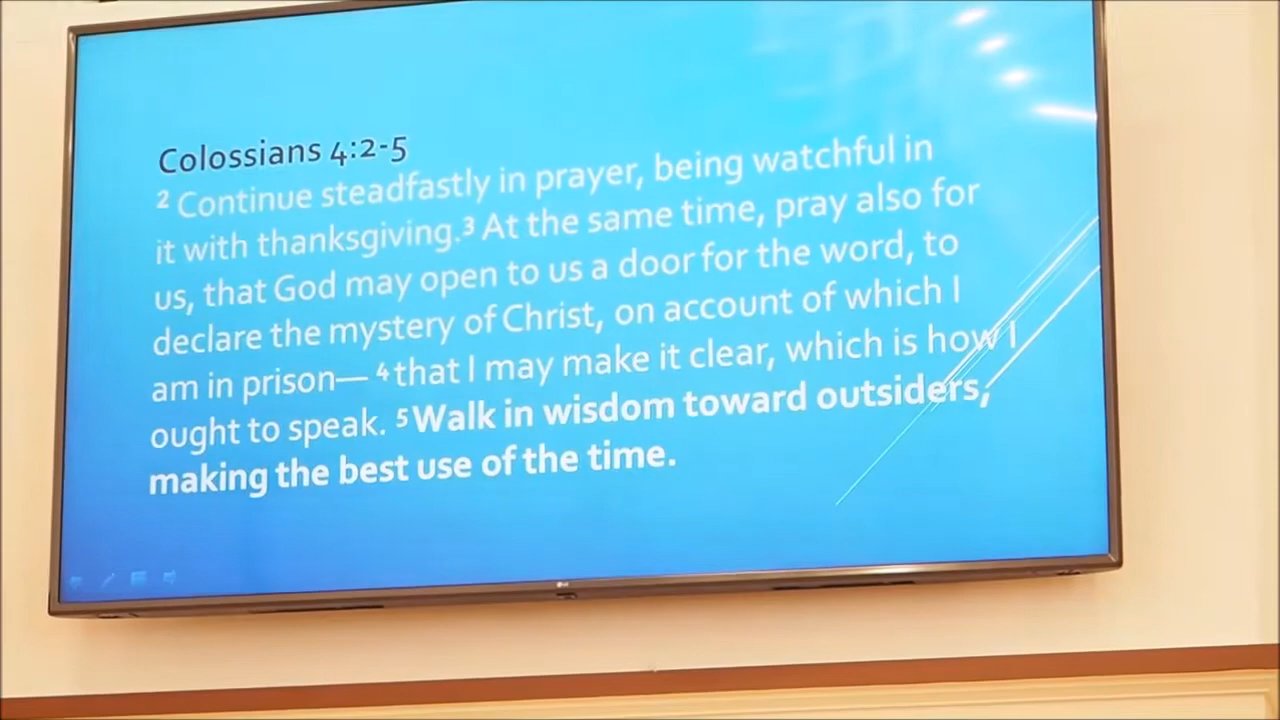 Colossians 4:2-5
² Continue steadfastly in prayer, being watchful in
it with thanksgiving.³ At the same time, pray also for
us, that God may open to us a door for the word, to
declare the mystery of Christ, on account of which I
am in prison— ⁴ that I may make it clear, which is how I
ought to speak. ⁵ Walk in wisdom toward outsiders,
making the best use of the time.
LG